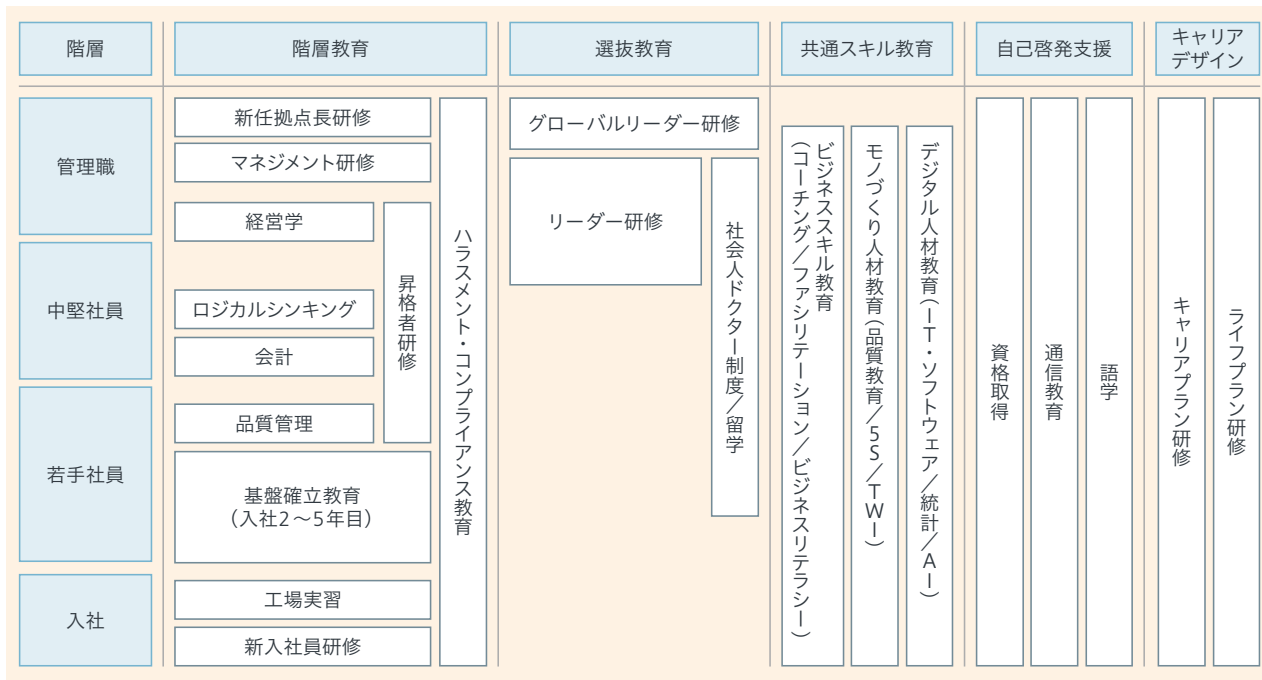 階層
階層教育
選抜教育
共通スキル教育
自己啓発支援
キャリア
デザイン
管理職
中堅社員
若手社員
入社
新任拠点長研修
マネジメント研修
経営学
ロジカルシンキング
会計
品質管理
基盤確立教育
(入社2~5年目)
工場実習
新入社員研修
昇格者研修
ハラスメント・コンプライアンス教育
グローバルリーダー研修
リーダー研修
社会人ドクター制度/留学
ビジネススキル教育
(コーチング/ファシリテーション/ビジネスリテラシー)
モノづくり人材教育(品質教育/5S/TWI)
デジタル人材教育(IT・ソフトウェア/統計/AI)
資格取得
通信教育
語学
キャリアプラン研修
ライフプラン研修